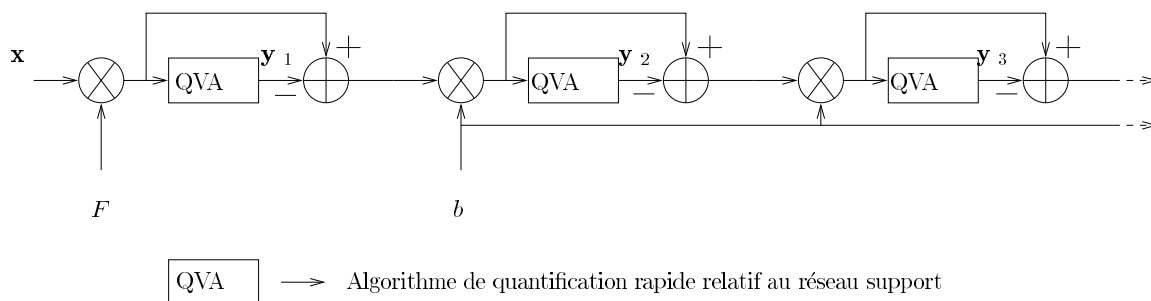 x
y 1
y 2
y 3
+
+
+
QVA
QVA
QVA
−
−
−
F
b
QVA
Algorithme de quantification rapide relatif au réseau support